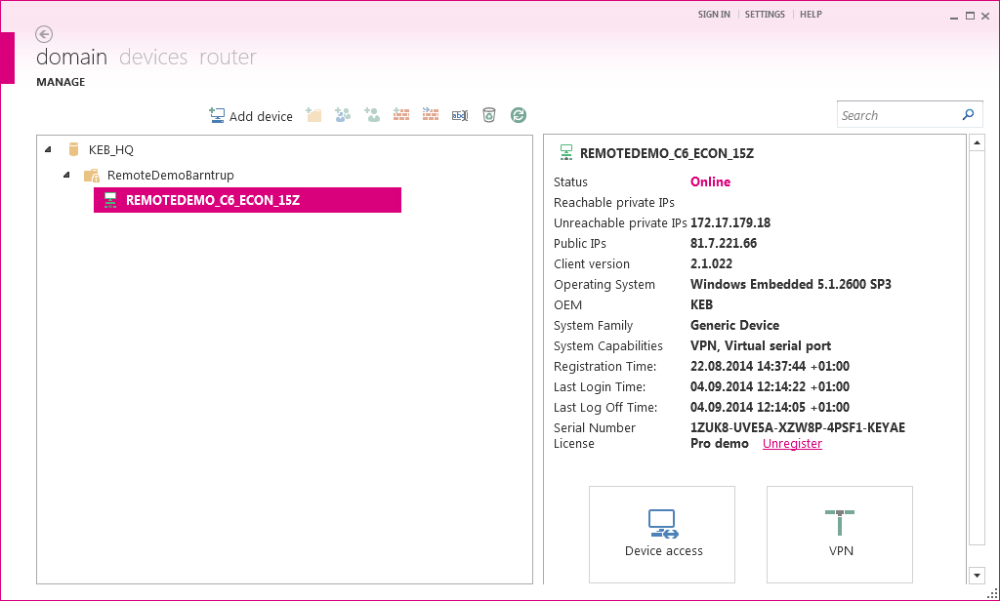 SIGN IN SETTINGS HELP
domain devices router
MANAGE
Add device
ab
Search
KEB_HQ
RemoteDemoBarntrup
REMOTEDEMO_C6_ECON_15Z
REMOTEDEMO_C6_ECON_15Z
Status Online
Reachable private IPs
Unreachable private IPs 172.17.179.18
Public IPs 81.7.221.66
Client version 2.1.022
Operating System Windows Embedded 5.1.2600 SP3
OEM KEB
System Family Generic Device
System Capabilities VPN, Virtual serial port
Registration Time: 22.08.2014 14:37:44 +01:00
Last Login Time: 04.09.2014 12:14:22 +01:00
Last Log Off Time: 04.09.2014 12:14:05 +01:00
Serial Number 1ZUK8-UVE5A-XZW8P-4PSF1-KEYAE
License Pro demo Unregister
Device access VPN